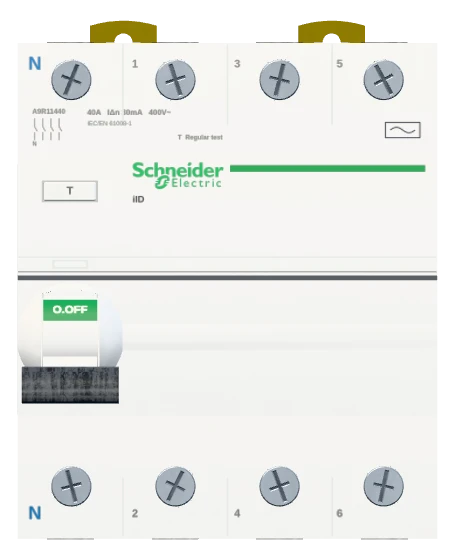 N 1 3 5
A9R11440 40A IΔn IIImA 400V~
IEC/EN 61008-1
N
T Regular test
Schneider
Electric
T
iID
O.OFF
N 2 4 6